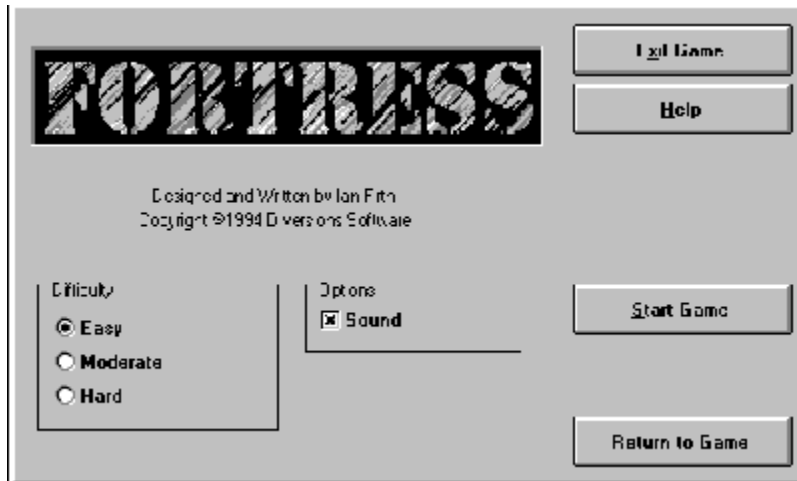 FORTRESS
Exit Game
Help
Designed and Written by Ian Firth
Copyright ©1994 Diversions Software
Difficulty
Easy
Moderate
Hard
Options
Sound
Start Game
Return to Game